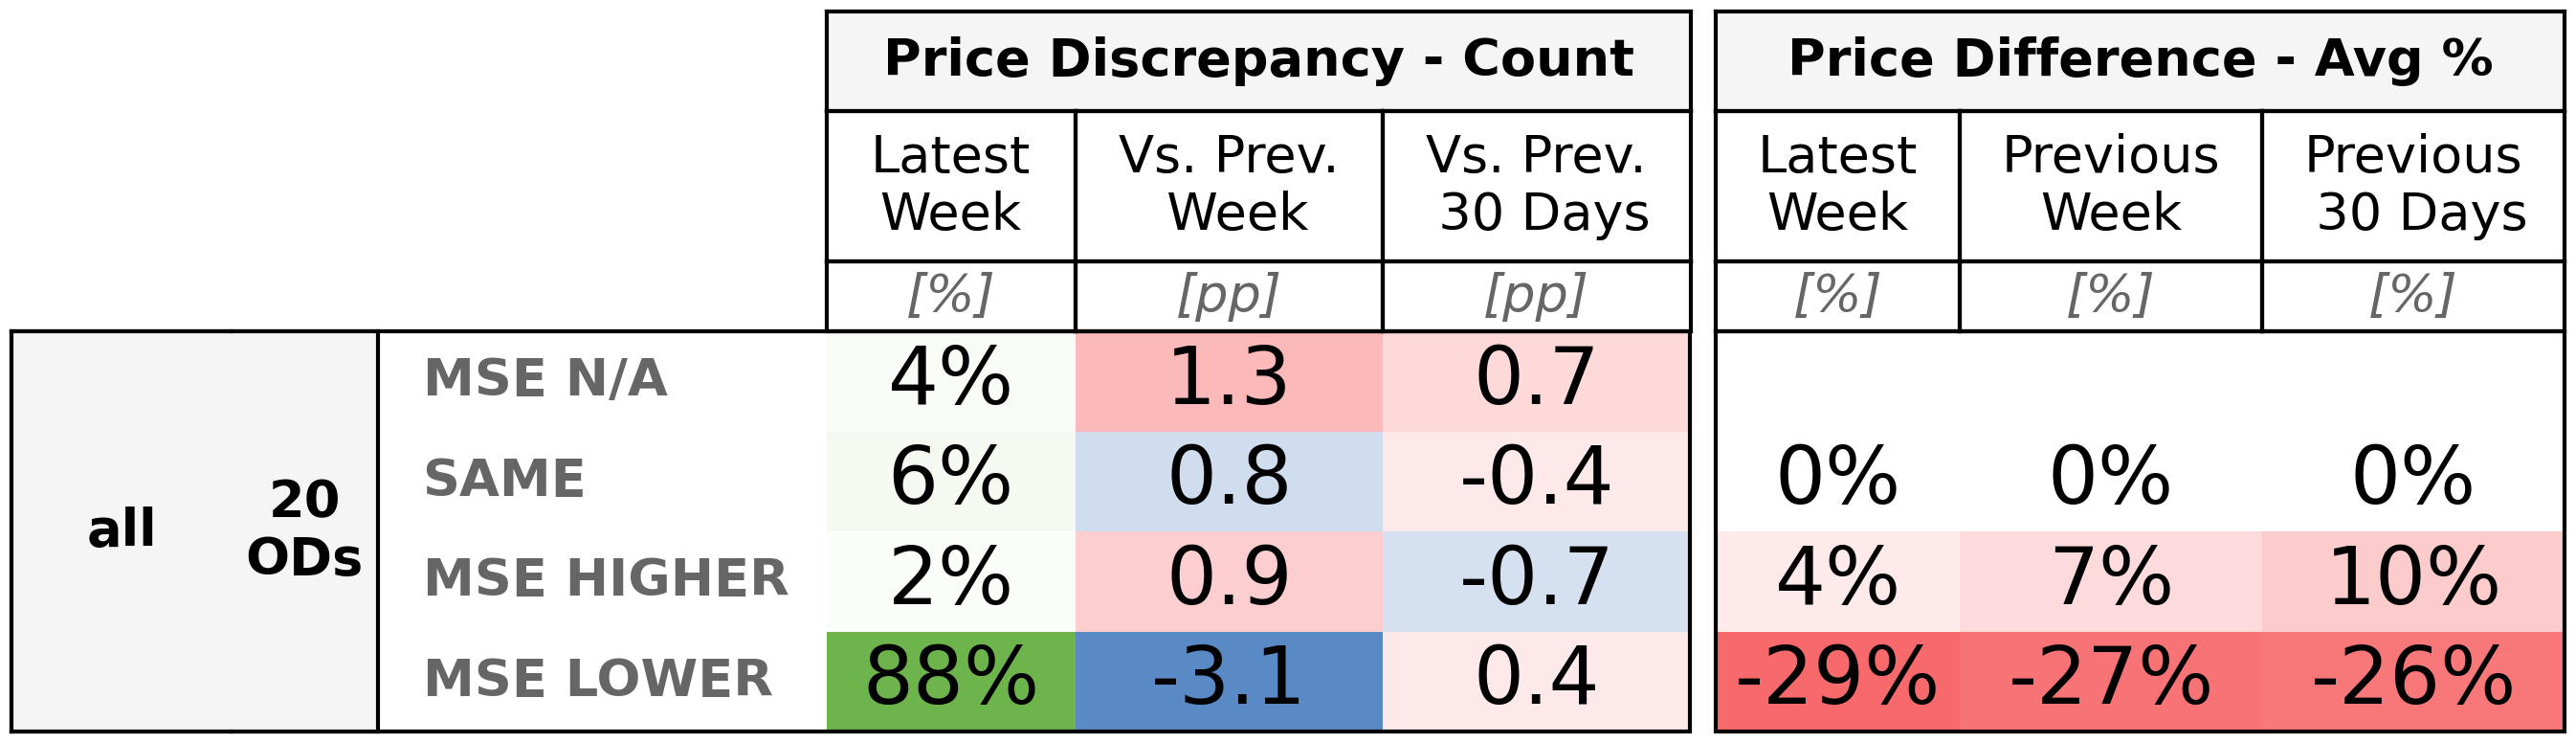 Price Discrepancy - Count Price Difference - Avg %
Latest Week Vs. Prev. Week Vs. Prev. 30 Days Latest Week Previous Week Previous 30 Days
[%] [pp] [pp] [%] [%] [%]
all 20 ODs
MSE N/A 4% 1.3 0.7
SAME 6% 0.8 -0.4 0% 0% 0%
MSE HIGHER 2% 0.9 -0.7 4% 7% 10%
MSE LOWER 88% -3.1 0.4 -29% -27% -26%